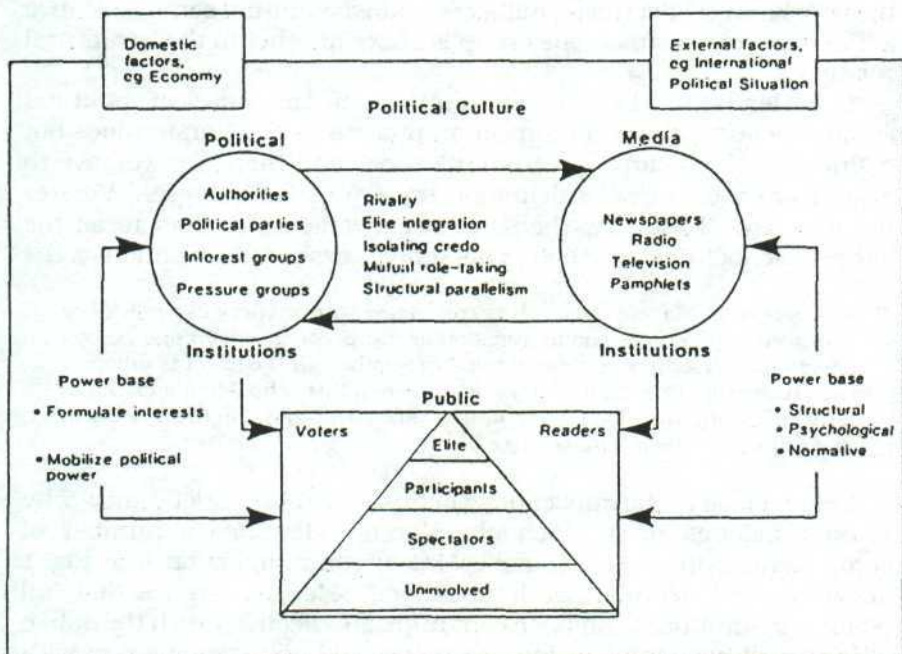 Domestic
factors,
eg Economy
External factors,
eg International
Political Situation
Political Culture
Political
Media
Authorities
Political parties
Interest groups
Pressure groups
Rivalry
Elite integration
Isolating credo
Mutual role-taking
Structural parallelism
Newspapers
Radio
Television
Pamphlets
Institutions
Institutions
Power base
• Formulate interests
• Mobilize political
power
Public
Voters
Readers
Elite
Participants
Specialors
Uninvolved
Power base
• Structural
• Psychological
• Normative